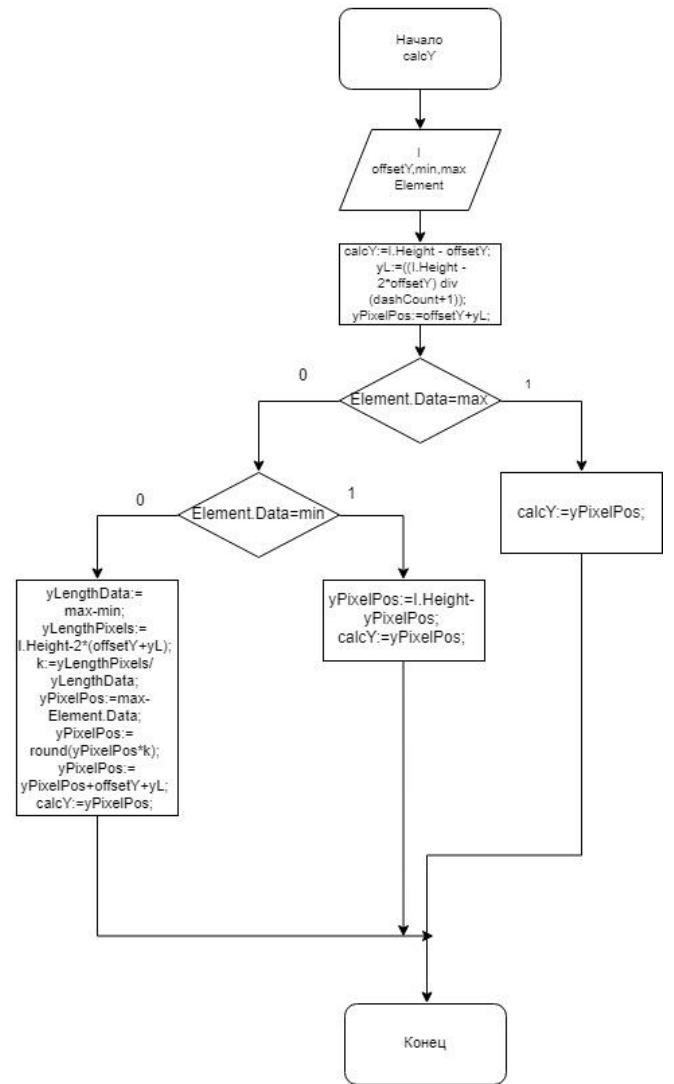 Начало
calcY
I
offsetY,min,max
Element
calcY:=I.Height - offsetY;
yL:=((I.Height -
2*offsetY) div
(dashCount+1));
yPixelPos:=offsetY+yL;
0
1
Element.Data=max
0
1
Element.Data=min
calcY:=yPixelPos;
yLengthData:=
max-min;
yLengthPixels:=
I.Height-2*(offsetY+yL);
k:=yLengthPixels/
yLengthData;
yPixelPos:=max-
Element.Data;
yPixelPos:=
round(yPixelPos*k);
yPixelPos:=
yPixelPos+offsetY+yL;
calcY:=yPixelPos;
yPixelPos:=I.Height-
yPixelPos;
calcY:=yPixelPos;
Конец